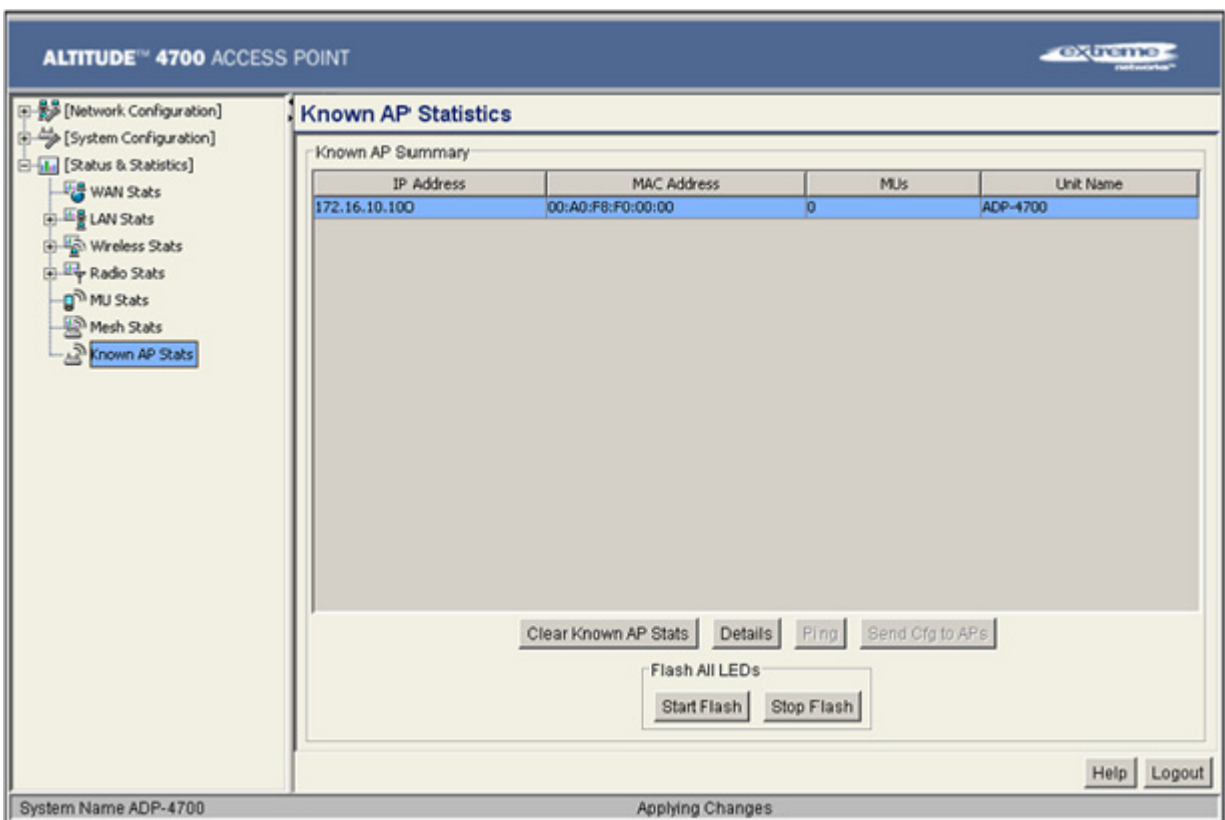 ALTITUDE™ 4700 ACCESS POINT
extreme
networks™
[Network Configuration]
[System Configuration]
[Status & Statistics]
WAN Stats
LAN Stats
Wireless Stats
Radio Stats
MU Stats
Mesh Stats
Known AP Stats
Known AP Statistics
Known AP Summary
IP Address MAC Address MUs Unit Name
172.16.10.100 00:A0:F8:F0:00:00 0 ADP-4700
Clear Known AP Stats Details Ping Send Cfg to APs
Flash All LEDs
Start Flash Stop Flash
Help Logout
System Name ADP-4700 Applying Changes